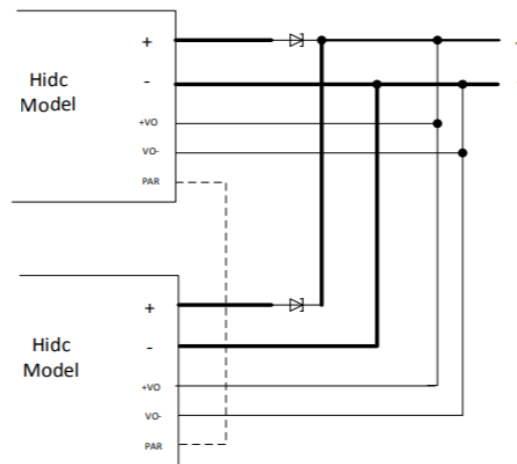 +
-
Hidc
Model
+VO
VO-
PAR
+
-
Hidc
Model
+VO
VO-
PAR